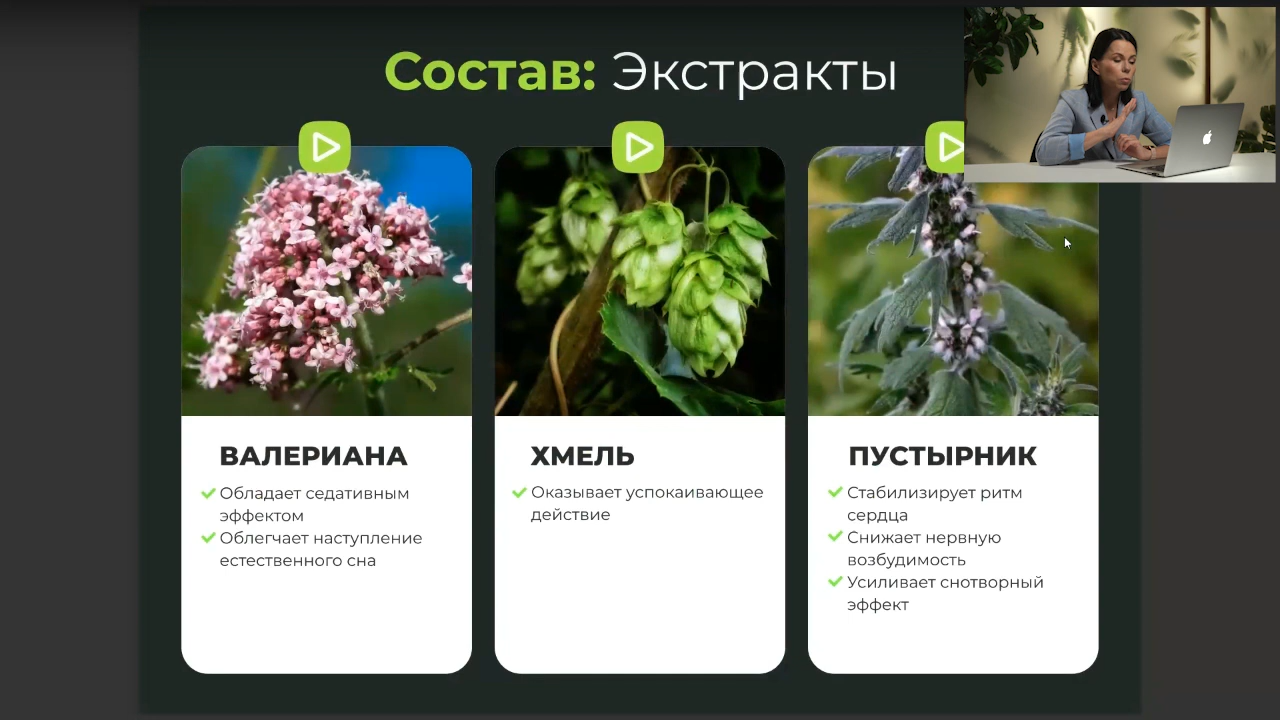 Состав: Экстракты
ВАЛЕРИАНА
Обладает седативным
эффектом
Облегчает наступление
естественного сна
ХМЕЛЬ
Оказывает успокаивающее
действие
ПУСТЫРНИК
Стабилизирует ритм
сердца
Снижает нервную
возбудимость
Усиливает снотворный
эффект